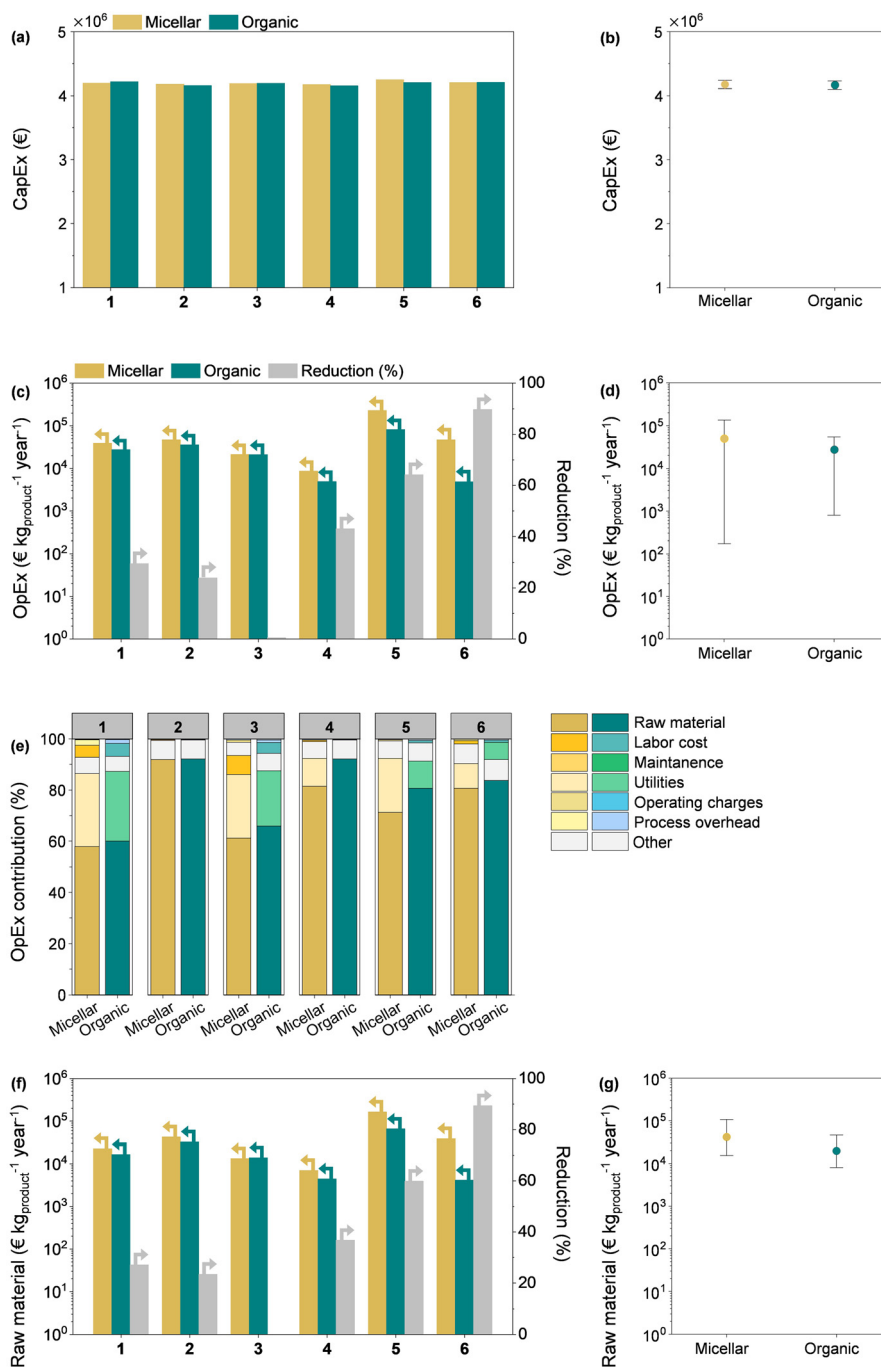 (a)
×10⁶
Micellar Organic
5
4
3
2
1
CapEx (€)
1 2 3 4 5 6
(b)
×10⁶
5
4
3
2
1
CapEx (€)
Micellar Organic
(c)
Micellar Organic Reduction (%)
10⁶
10⁵
10⁴
10³
10²
10¹
10⁰
OpEx (€ kgproduct⁻¹ year⁻¹)
100
80
60
40
20
0
Reduction (%)
1 2 3 4 5 6
(d)
10⁶
10⁵
10⁴
10³
10²
10¹
10⁰
OpEx (€ kgproduct⁻¹ year⁻¹)
Micellar Organic
(e)
1 2 3 4 5 6
100
80
60
40
20
0
OpEx contribution (%)
Micellar Organic Micellar Organic Micellar Organic Micellar Organic Micellar Organic Micellar Organic
Raw material
Labor cost
Maintanence
Utilities
Operating charges
Process overhead
Other
(f)
10⁶
10⁵
10⁴
10³
10²
10¹
10⁰
Raw material (€ kgproduct⁻¹ year⁻¹)
100
80
60
40
20
0
Reduction (%)
1 2 3 4 5 6
(g)
10⁶
10⁵
10⁴
10³
10²
10¹
10⁰
Raw material (€ kgproduct⁻¹ year⁻¹)
Micellar Organic